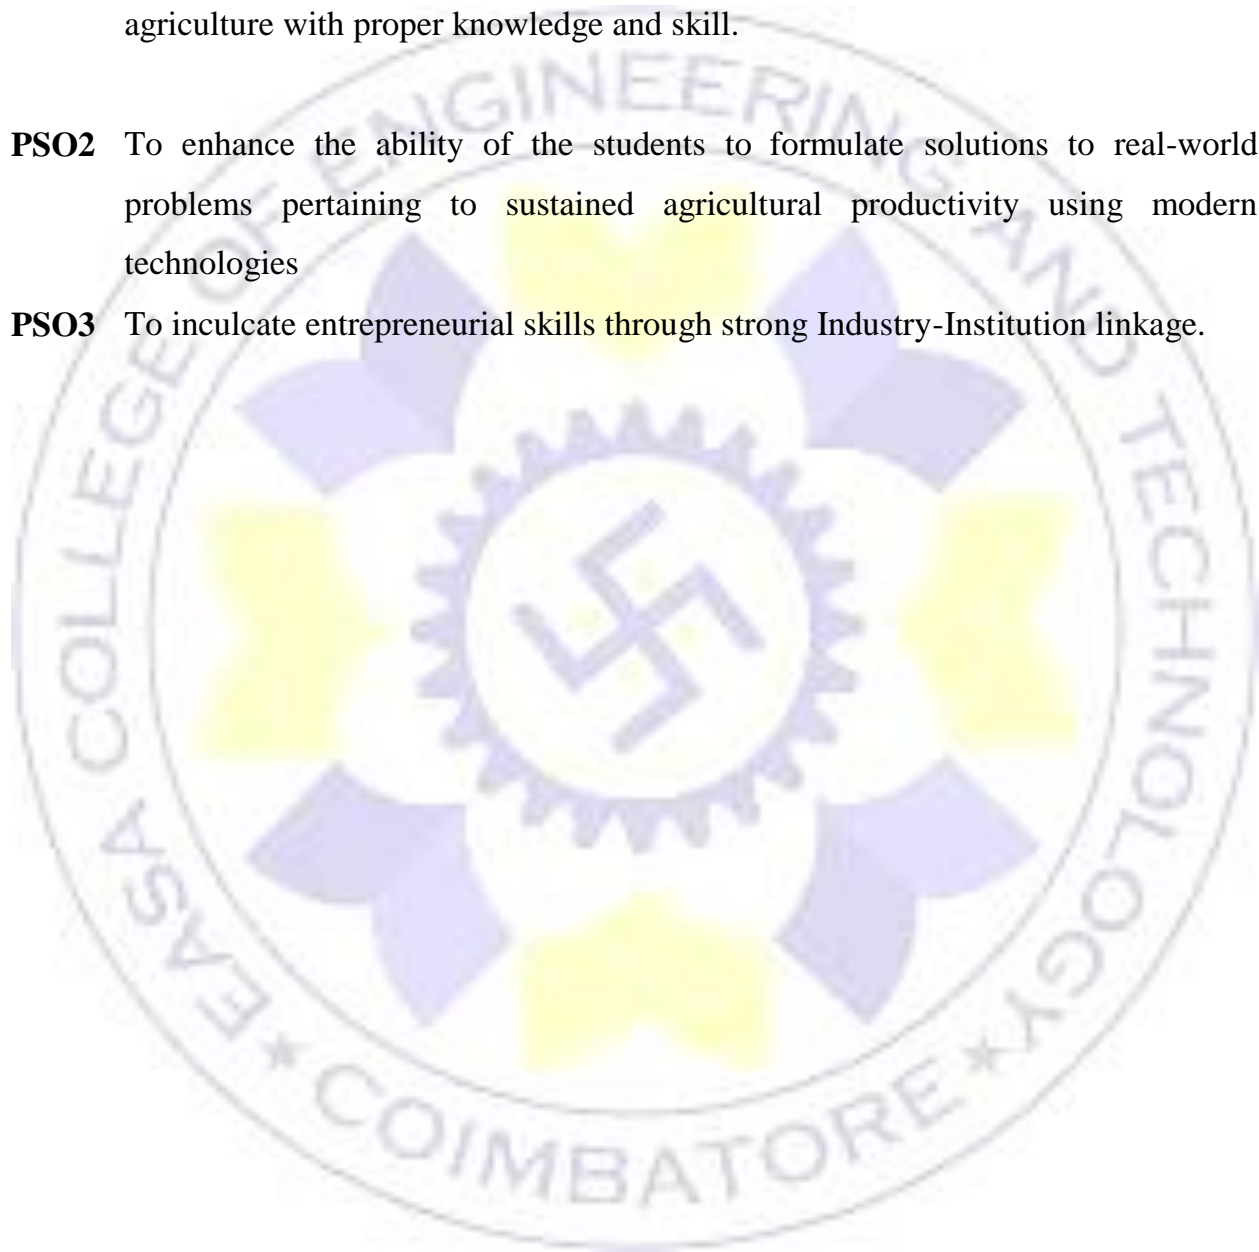 agriculture with proper knowledge and skill.
PSO2 To enhance the ability of the students to formulate solutions to real-world
problems pertaining to sustained agricultural productivity using modern
technologies
PSO3 To inculcate entrepreneurial skills through strong Industry-Institution linkage.
EASA COLLEGE OF ENGINEERING AND TECHNOLOGY
COIMBATORE